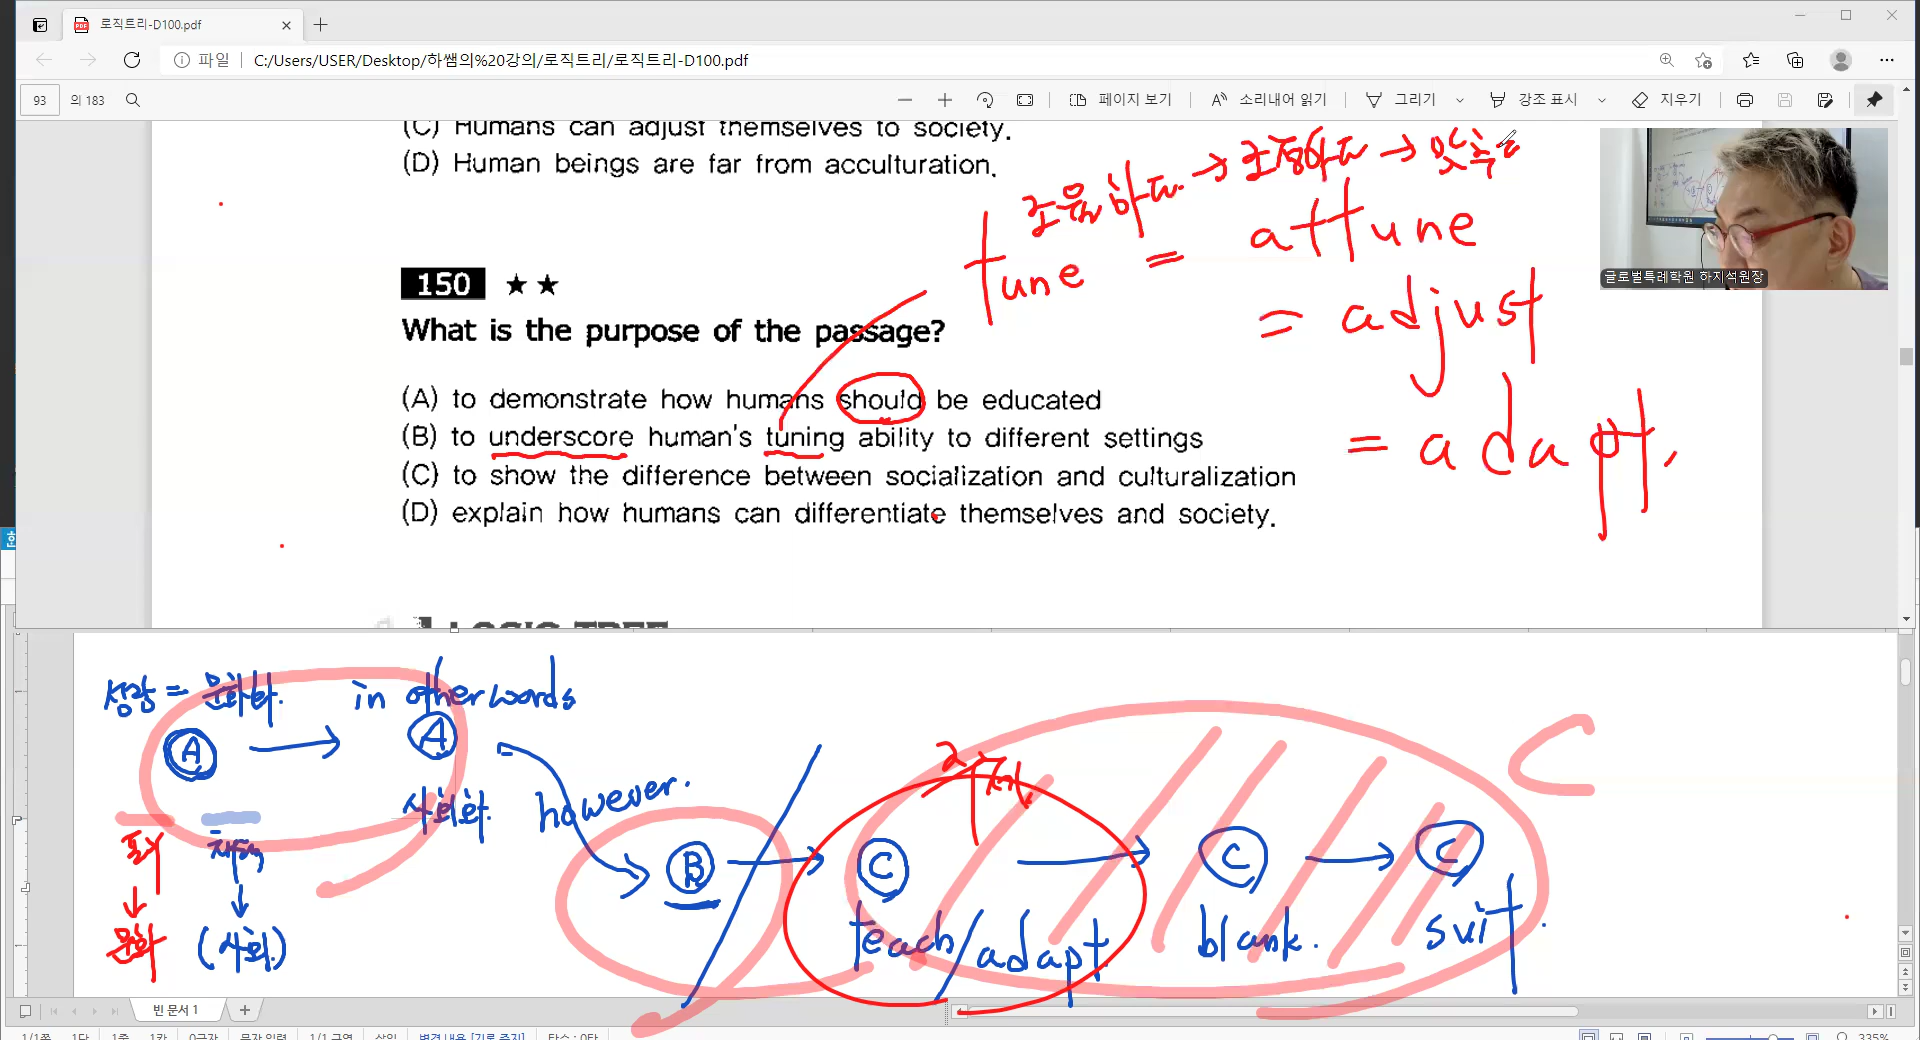 로직트리-D100.pdf
파일 C:/Users/USER/Desktop/하쌤의%20강의/로직트리/로직트리-D100.pdf
93 의 183 페이지 보기 소리내어 읽기 그리기 강조 표시 지우기
(C) Humans can adjust themselves to society.
(D) Human beings are far from acculturation.
조율하다 → 조정하다 → 맞추
tune = attune
= adjust
= adapt,
글로벌특례학원 하지석원장
150 ★★
What is the purpose of the passage?
(A) to demonstrate how humans should be educated
(B) to underscore human's tuning ability to different settings
(C) to show the difference between socialization and culturalization
(D) explain how humans can differentiate themselves and society.
LOGIC TREE
성장 = 문화화. in other words
A → A
사회화 however.
B → C → C → C
teach/adapt blank. suit.
문화 (사회)
C
빈 문서 1
335%